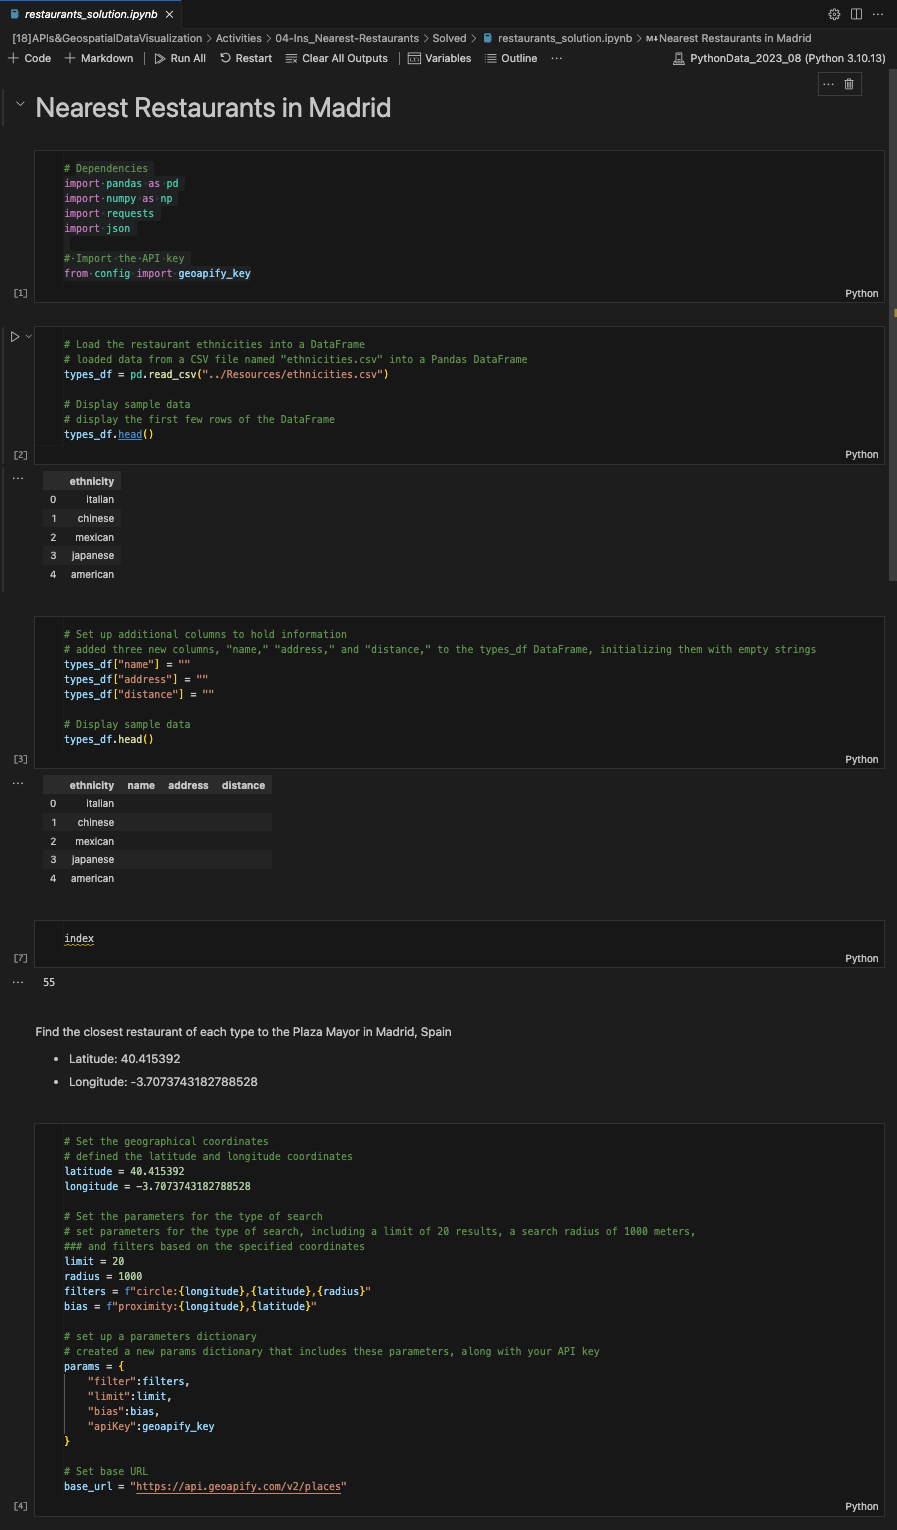 restaurants_solution.ipynb
[18]APIs&GeospatialDataVisualization > Activities > 04-Ins_Nearest-Restaurants > Solved > restaurants_solution.ipynb > M↓Nearest Restaurants in Madrid
+ Code + Markdown | Run All Restart Clear All Outputs | Variables Outline ... PythonData_2023_08 (Python 3.10.13)
Nearest Restaurants in Madrid
# Dependencies
import pandas as pd
import numpy as np
import requests
import json
# Import the API key
from config import geoapify_key
[1] Python
# Load the restaurant ethnicities into a DataFrame
# loaded data from a CSV file named "ethnicities.csv" into a Pandas DataFrame
types_df = pd.read_csv("../Resources/ethnicities.csv")
# Display sample data
# display the first few rows of the DataFrame
types_df.head()
[2] Python
ethnicity
0 italian
1 chinese
2 mexican
3 japanese
4 american
# Set up additional columns to hold information
# added three new columns, "name," "address," and "distance," to the types_df DataFrame, initializing them with empty strings
types_df["name"] = ""
types_df["address"] = ""
types_df["distance"] = ""
# Display sample data
types_df.head()
[3] Python
ethnicity name address distance
0 italian
1 chinese
2 mexican
3 japanese
4 american
index
[7] Python
55
Find the closest restaurant of each type to the Plaza Mayor in Madrid, Spain
• Latitude: 40.415392
• Longitude: -3.7073743182788528
# Set the geographical coordinates
# defined the latitude and longitude coordinates
latitude = 40.415392
longitude = -3.7073743182788528
# Set the parameters for the type of search
# set parameters for the type of search, including a limit of 20 results, a search radius of 1000 meters,
### and filters based on the specified coordinates
limit = 20
radius = 1000
filters = f"circle:{longitude},{latitude},{radius}"
bias = f"proximity:{longitude},{latitude}"
# set up a parameters dictionary
# created a new params dictionary that includes these parameters, along with your API key
params = {
"filter":filters,
"limit":limit,
"bias":bias,
"apiKey":geoapify_key
}
# Set base URL
base_url = "https://api.geoapify.com/v2/places"
[4] Python